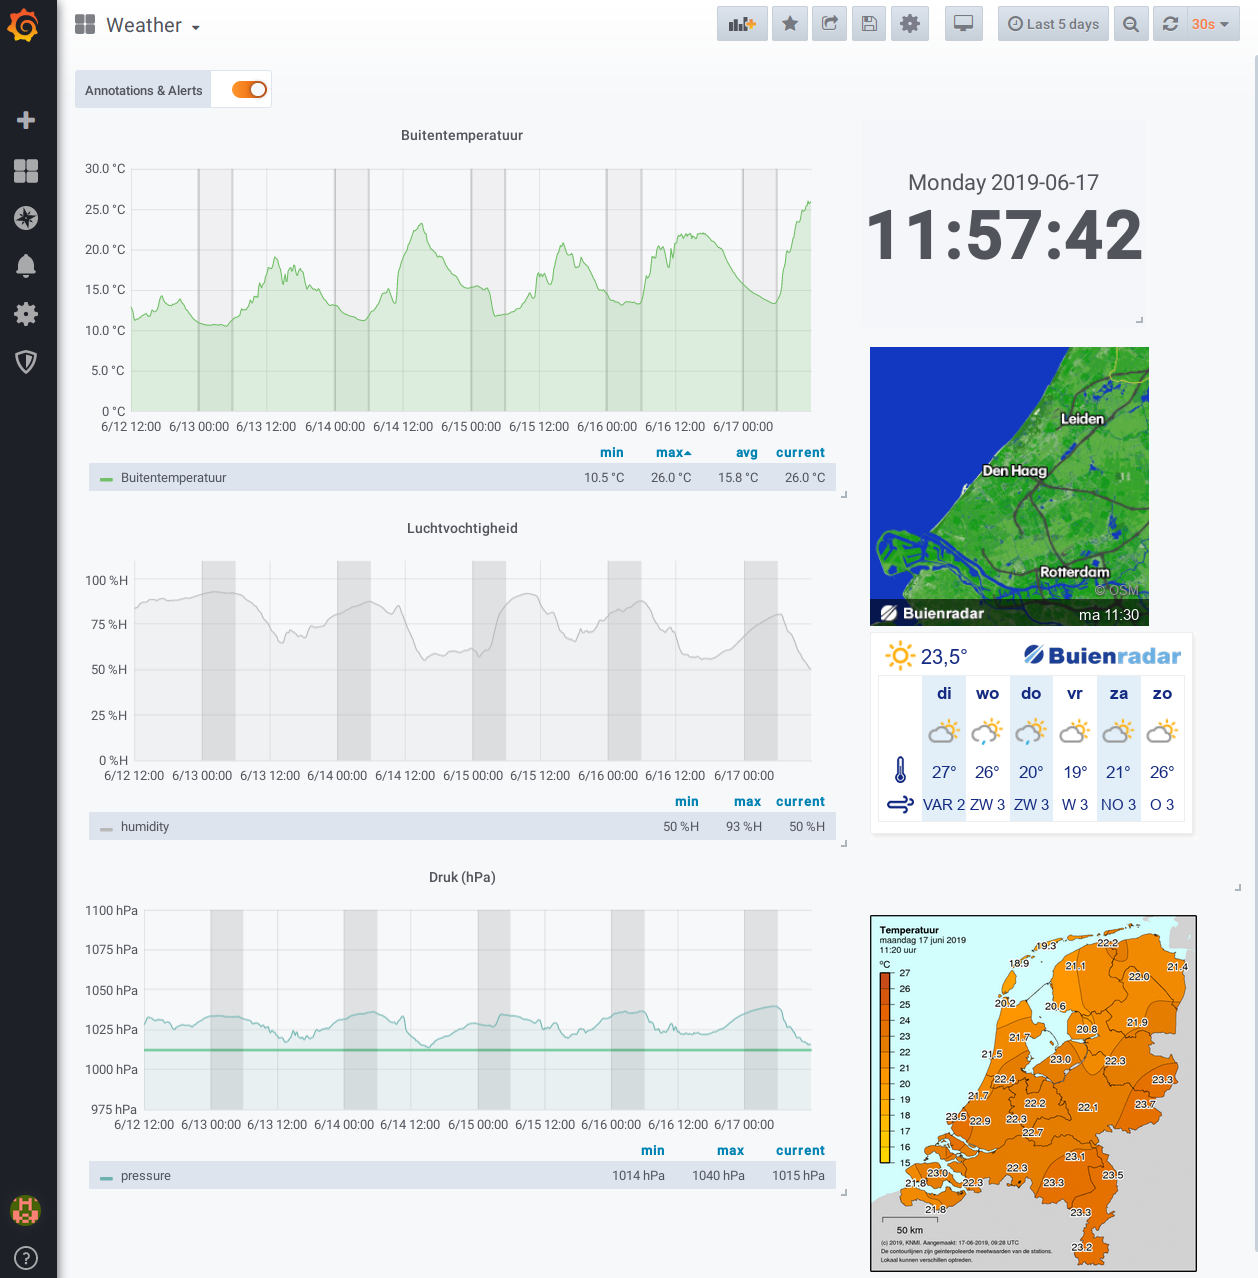 Weather
Last 5 days
30s
Annotations & Alerts
Buitentemperatuur
30.0 °C
25.0 °C
20.0 °C
15.0 °C
10.0 °C
5.0 °C
0 °C
6/12 12:00 6/13 00:00 6/13 12:00 6/14 00:00 6/14 12:00 6/15 00:00 6/15 12:00 6/16 00:00 6/16 12:00 6/17 00:00
min max avg current
Buitentemperatuur 10.5 °C 26.0 °C 15.8 °C 26.0 °C
Monday 2019-06-17
11:57:42
Leiden
Den Haag
Rotterdam
© OSM
Buienradar ma 11:30
Luchtvochtigheid
100 %H
75 %H
50 %H
25 %H
0 %H
6/12 12:00 6/13 00:00 6/13 12:00 6/14 00:00 6/14 12:00 6/15 00:00 6/15 12:00 6/16 00:00 6/16 12:00 6/17 00:00
min max current
humidity 50 %H 93 %H 50 %H
23,5° Buienradar
di wo do vr za zo
27° 26° 20° 19° 21° 26°
VAR 2 ZW 3 ZW 3 W 3 NO 3 O 3
Druk (hPa)
1100 hPa
1075 hPa
1050 hPa
1025 hPa
1000 hPa
975 hPa
6/12 12:00 6/13 00:00 6/13 12:00 6/14 00:00 6/14 12:00 6/15 00:00 6/15 12:00 6/16 00:00 6/16 12:00 6/17 00:00
min max current
pressure 1014 hPa 1040 hPa 1015 hPa
Temperatuur
maandag 17 juni 2019
11:20 uur
°C
27
26
25
24
23
22
21
20
19
18
17
16
15
22.2
19.3
18.9
21.1
21.4
22.0
20.2
20.6
21.9
20.8
21.7
21.5
23.0
22.3
22.4
23.3
21.7
22.2
22.1
23.7
23.5
22.9
22.3
22.7
23.1
22.3
23.0
23.5
21.8
22.3
23.3
21.8
23.3
23.2
50 km
(c) 2019, KNMI. Aangemaakt: 17-06-2019, 09:28 UTC
De contourlijnen zijn geinterpoleerde meetwaarden van de stations.
Lokaal kunnen verschillen optreden.
?